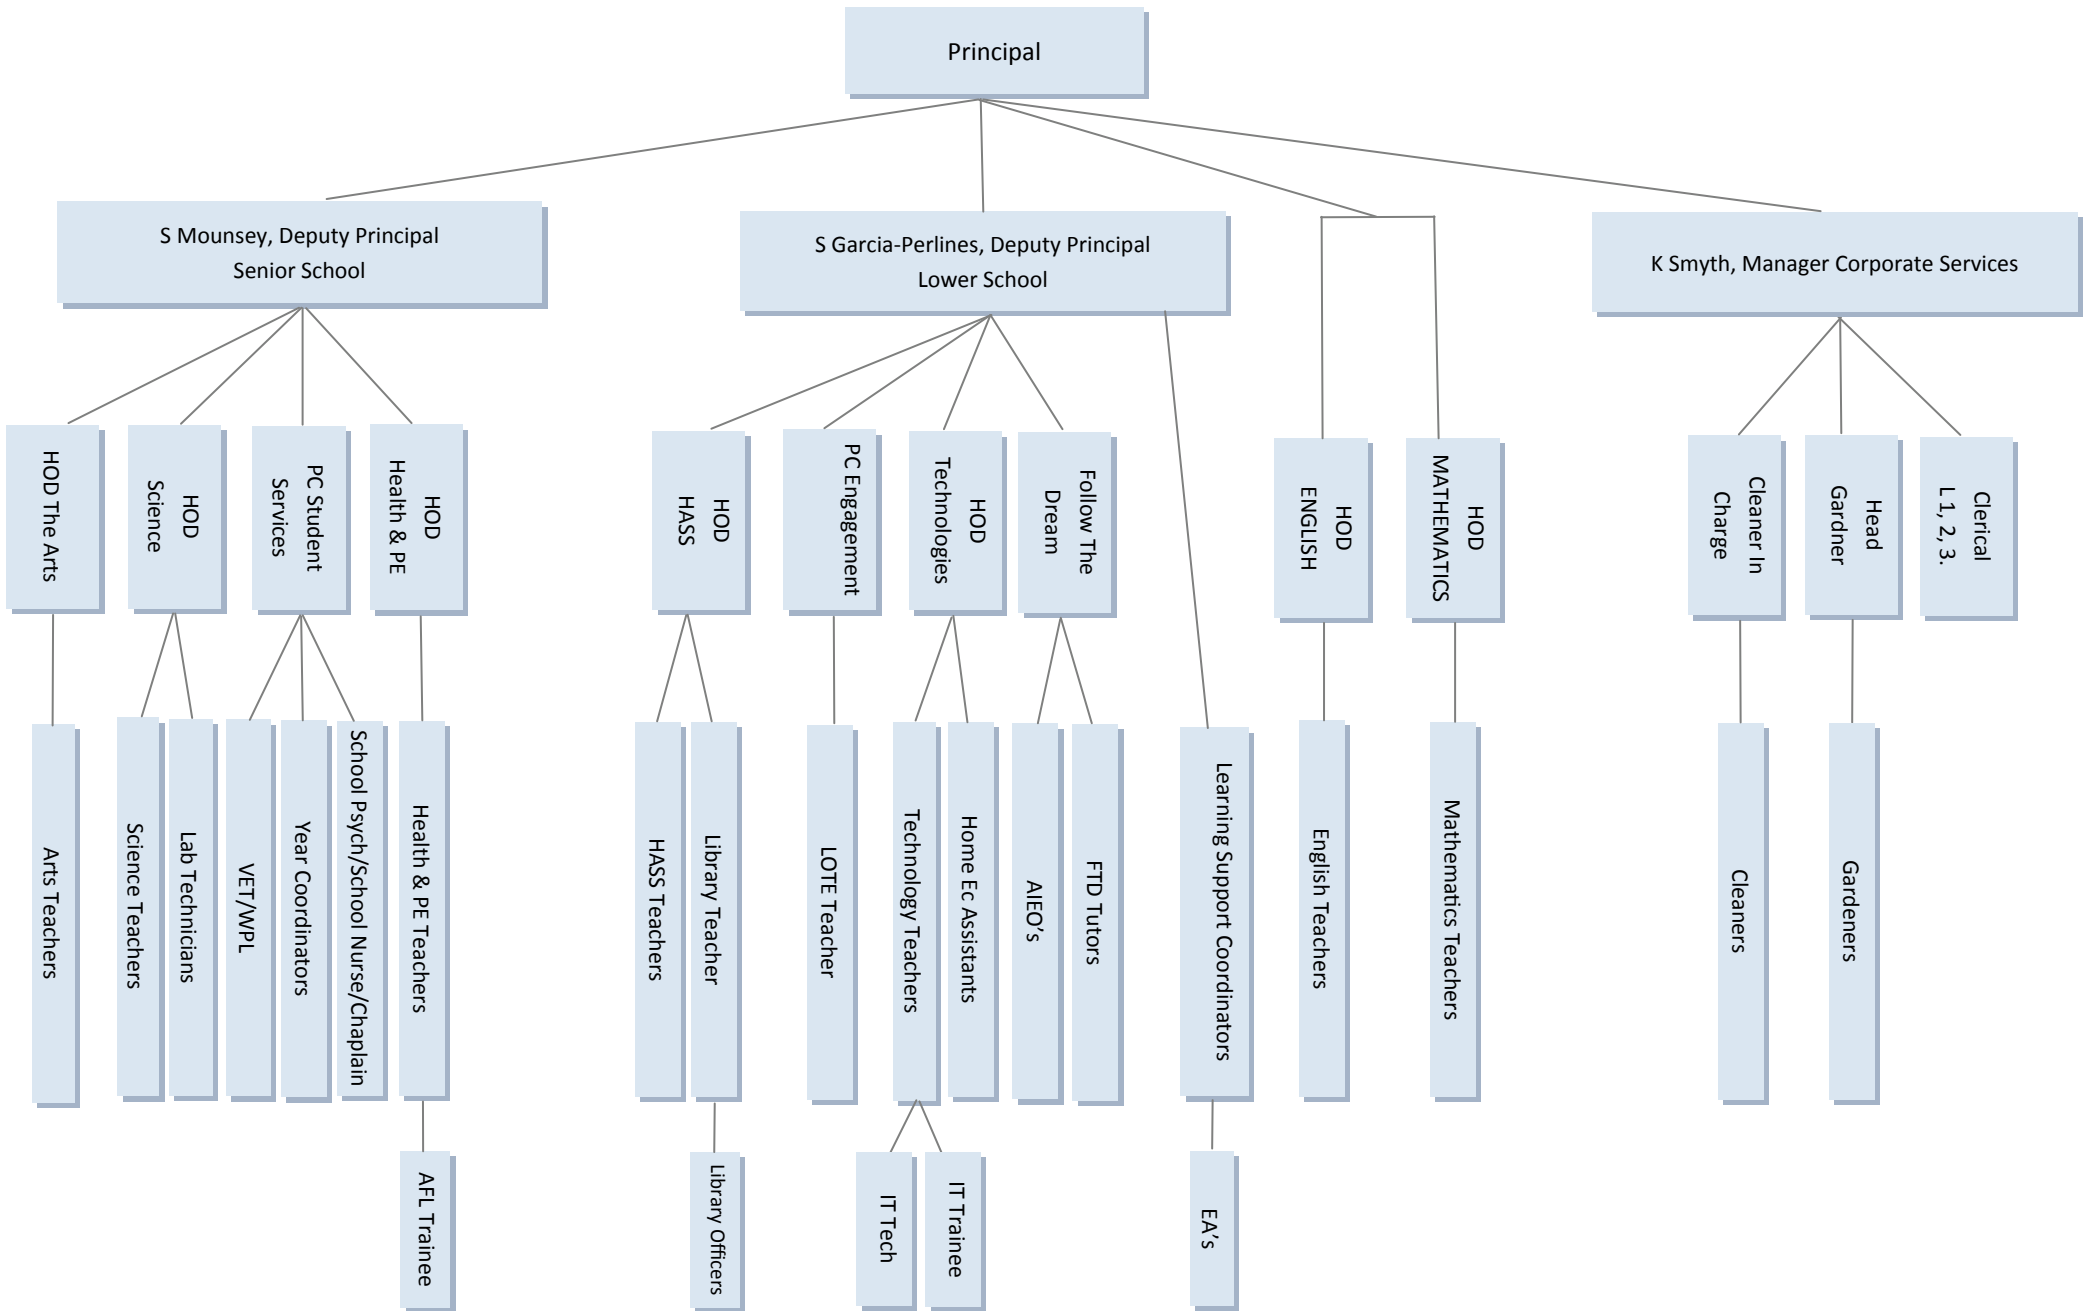 Principal
S Mounsey, Deputy Principal
Senior School
S Garcia-Perlines, Deputy Principal
Lower School
K Smyth, Manager Corporate Services
HOD The Arts
HOD
Science
PC Student
Services
HOD
Health & PE
HOD
HASS
PC Engagement
HOD
Technologies
Follow The
Dream
HOD
ENGLISH
HOD
MATHEMATICS
Cleaner In
Charge
Head
Gardner
Clerical
L 1, 2, 3.
Arts Teachers
Science Teachers
Lab Technicians
VET/WPL
Year Coordinators
School Psych/School Nurse/Chaplain
Health & PE Teachers
HASS Teachers
Library Teacher
LOTE Teacher
Technology Teachers
Home Ec Assistants
AIEO’s
FTD Tutors
Learning Support Coordinators
English Teachers
Mathematics Teachers
Cleaners
Gardeners
AFL Trainee
Library Officers
IT Tech
IT Trainee
EA’s